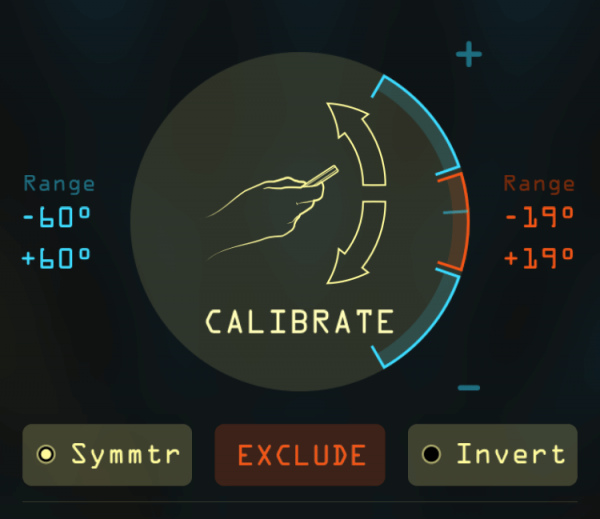 +
Range
-60°
+60°
Range
-19°
+19°
CALIBRATE
−
Symmtr
EXCLUDE
Invert